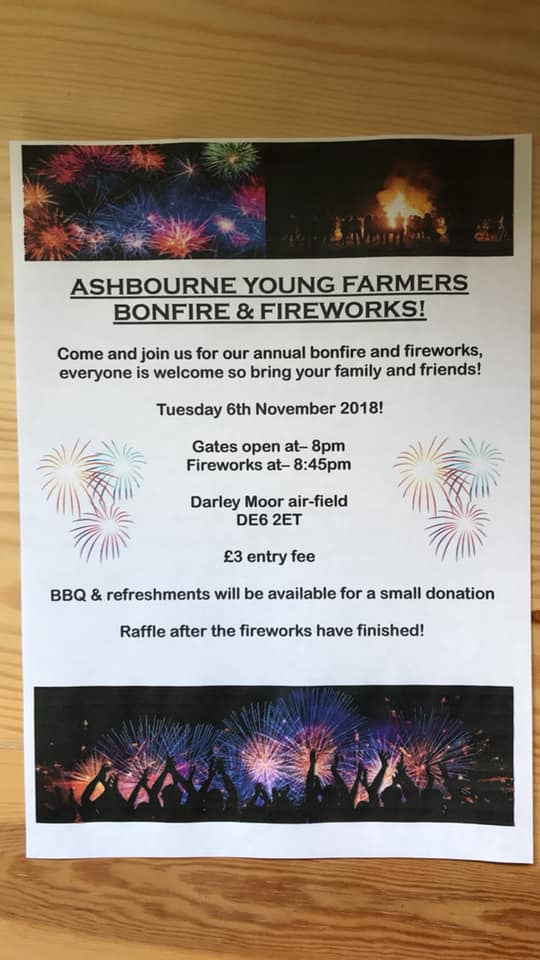 ASHBOURNE YOUNG FARMERS
BONFIRE & FIREWORKS!
Come and join us for our annual bonfire and fireworks,
everyone is welcome so bring your family and friends!
Tuesday 6th November 2018!
Gates open at– 8pm
Fireworks at– 8:45pm
Darley Moor air-field
DE6 2ET
£3 entry fee
BBQ & refreshments will be available for a small donation
Raffle after the fireworks have finished!